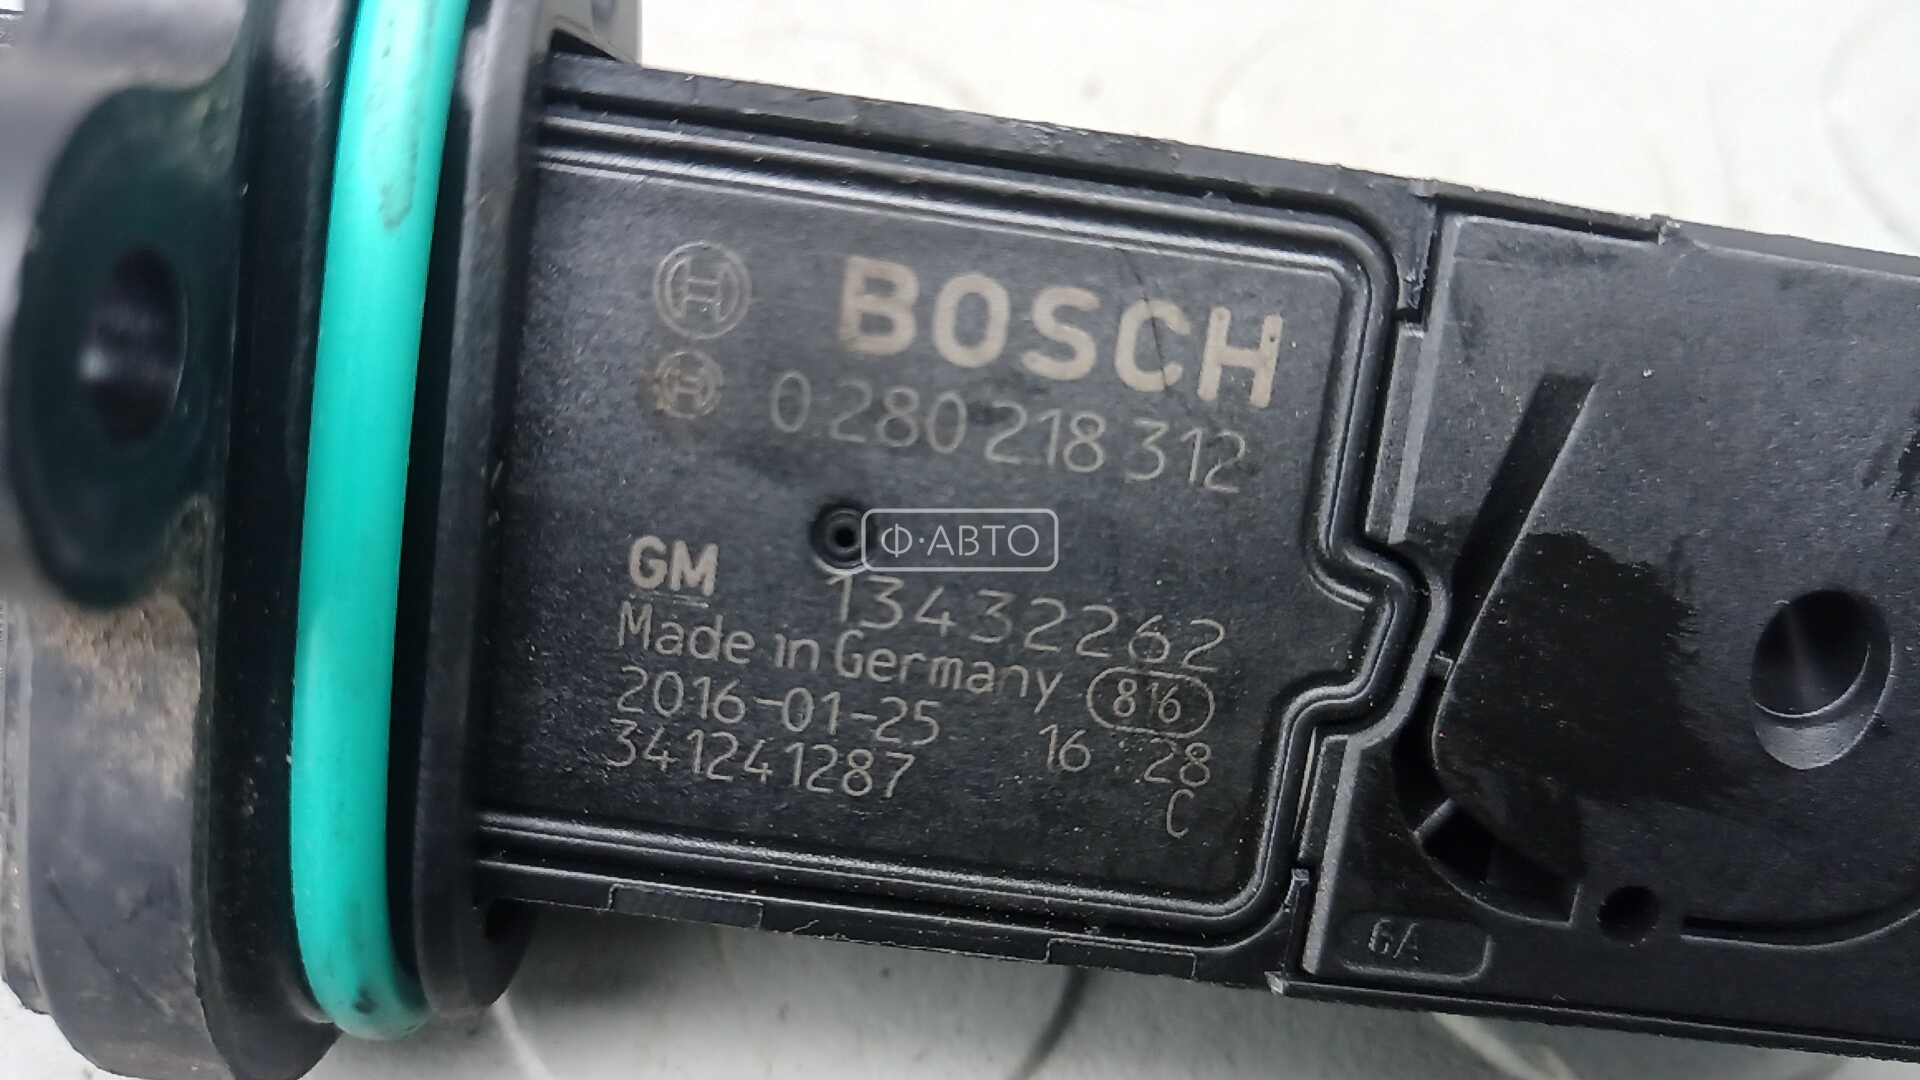 BOSCH
0 280 218 312
Ф·АВТО
GM 13432262
Made in Germany 816
2016-01-25 16 28
341241287 C
6A